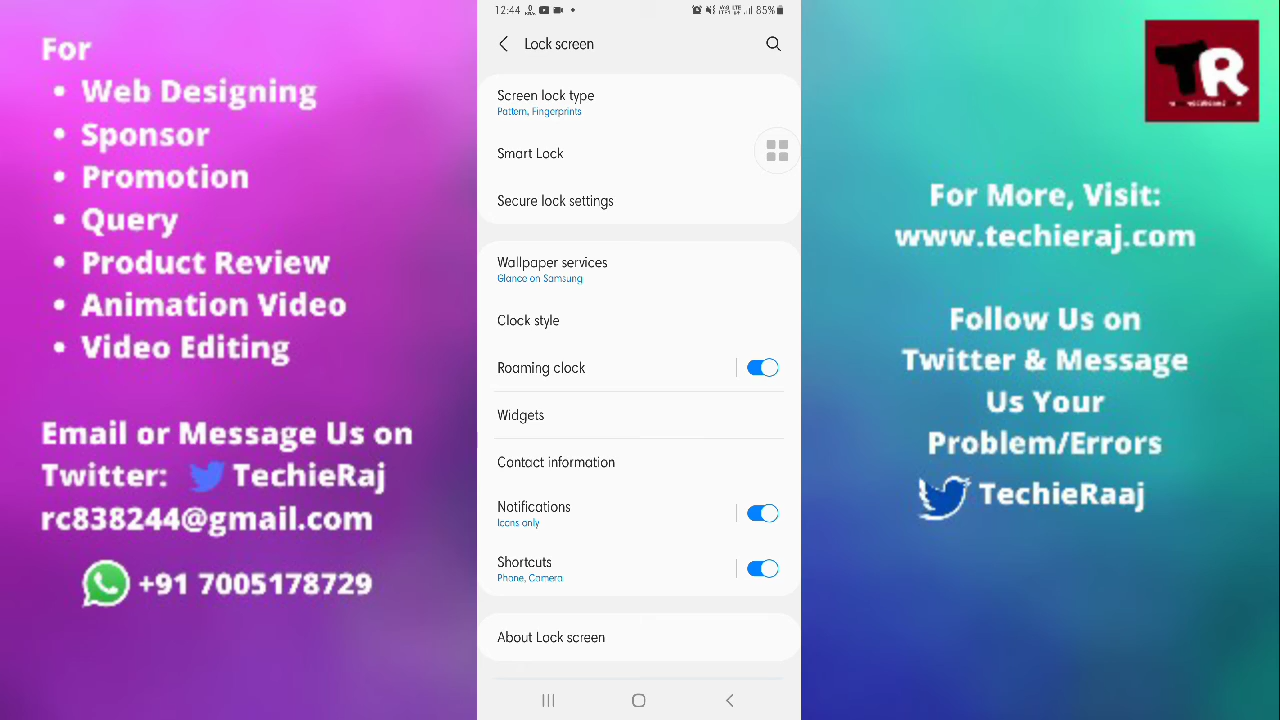 For
• Web Designing
• Sponsor
• Promotion
• Query
• Product Review
• Animation Video
• Video Editing
Email or Message Us on
Twitter: TechieRaj
rc838244@gmail.com
+91 7005178729
12:44
85%
Lock screen
Screen lock type
Pattern, Fingerprints
Smart Lock
Secure lock settings
Wallpaper services
Glance on Samsung
Clock style
Roaming clock
Widgets
Contact information
Notifications
Icons only
Shortcuts
Phone, Camera
About Lock screen
TR
For More, Visit:
www.techieraj.com
Follow Us on
Twitter & Message
Us Your
Problem/Errors
TechieRaaj